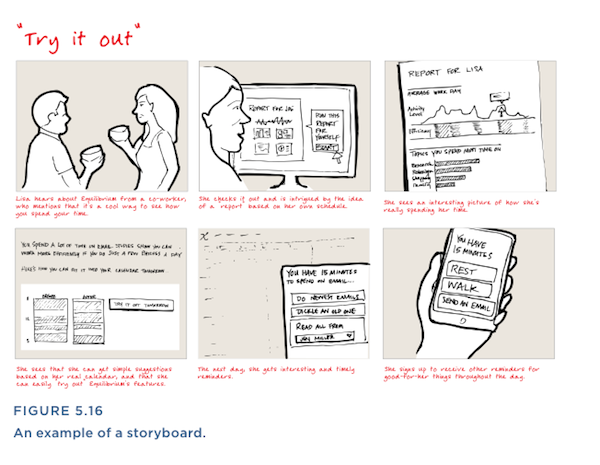 "Try it out"
Lisa hears about Equilibrium from a co-worker,
who mentions that it's a cool way to see how
you spend your time.
REPORT FOR JOE
RUN THIS
REPORT
FOR
YOURSELF
She checks it out and is intrigued by the idea
of a report based on her own schedule.
REPORT FOR LISA
AVERAGE WORK DAY
Activity
Level
Efficiency
TOPICS YOU SPEND MOST TIME ON
Research
She sees an interesting picture of how she's
really spending her time.
YOU SPEND A LOT OF TIME ON EMAIL. STUDIES SHOW YOU CAN
WORK MORE EFFICIENTLY IF YOU DO JUST A FEW BREAKS A DAY
HERE'S HOW YOU CAN PUT IT INTO YOUR CALENDAR TOMORROW
TRY IT OUT TOMORROW
She sees that she can get simple suggestions
based on her real calendar, and that she
can easily try out Equilibrium's features.
YOU HAVE 15 MINUTES
TO SPEND ON EMAIL...
DO NEWEST EMAILS...
TACKLE AN OLD ONE
READ ALL FROM
VAL MILLER
The next day, she gets interesting and timely
reminders.
YOU HAVE
15 MINUTES
REST
WALK
SEND AN EMAIL
She signs up to receive other reminders for
good-for-her things throughout the day.
FIGURE 5.16
An example of a storyboard.